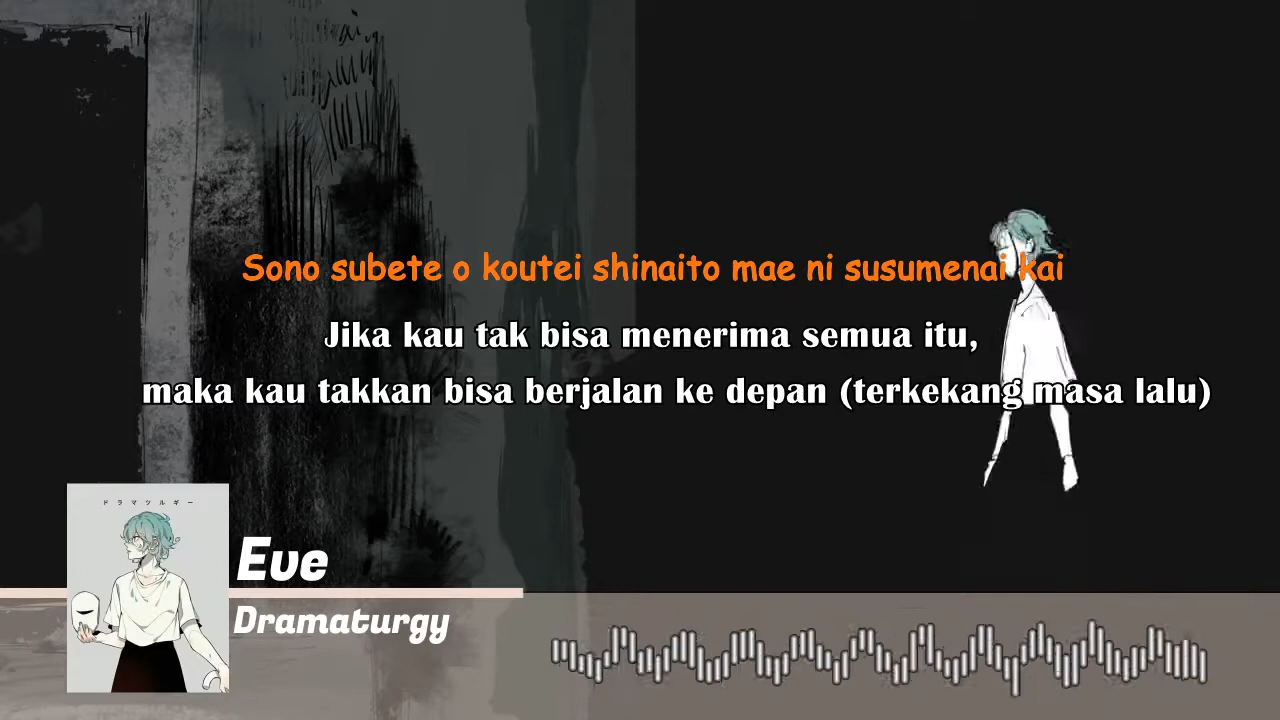 Sono subete o koutei shinaito mae ni susumenai kai
Jika kau tak bisa menerima semua itu,
maka kau takkan bisa berjalan ke depan (terkekang masa lalu)
ドラマツルギー
Eve
Dramaturgy